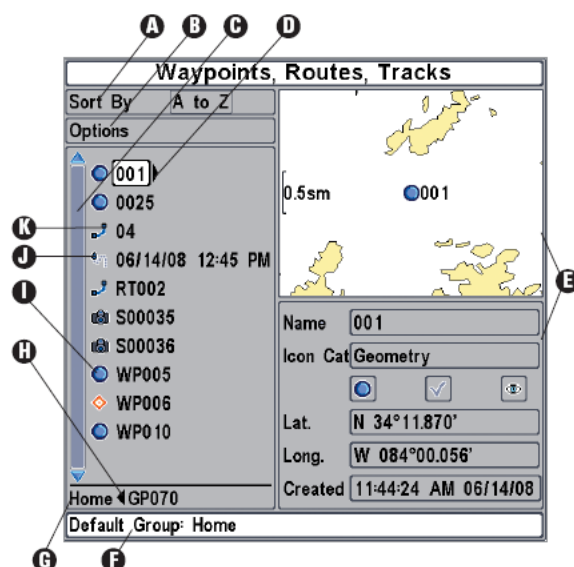 A B C D
Waypoints, Routes, Tracks
Sort By A to Z
Options
001
0025
K 04
J 06/14/08 12:45 PM
RT002
I S00035
S00036
H WP005
WP006
WP010
Home GP070
Default Group: Home
G F
0.5sm 001
E
Name 001
Icon Cat Geometry
Lat. N 34°11.870'
Long. W 084°00.056'
Created 11:44:24 AM 06/14/08